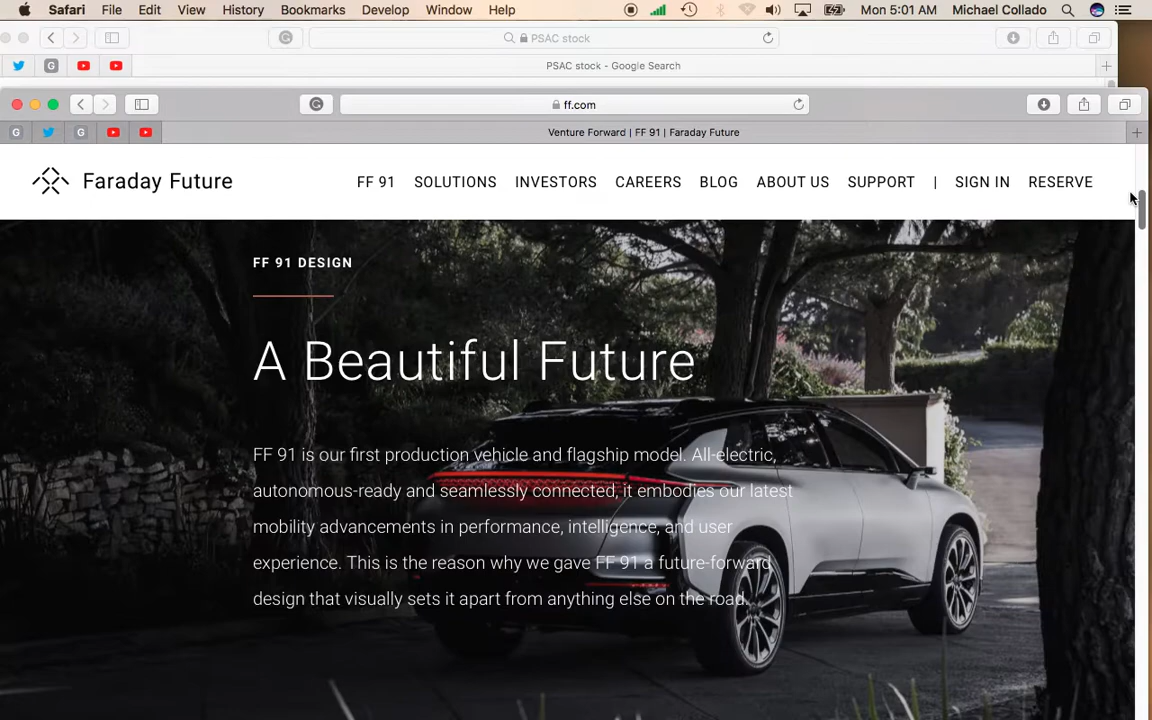 Safari File Edit View History Bookmarks Develop Window Help Mon 5:01 AM Michael Collado
PSAC stock
PSAC stock - Google Search
ff.com
Venture Forward | FF 91 | Faraday Future
Faraday Future FF 91 SOLUTIONS INVESTORS CAREERS BLOG ABOUT US SUPPORT | SIGN IN RESERVE
FF 91 DESIGN
A Beautiful Future
FF 91 is our first production vehicle and flagship model. All-electric,
autonomous-ready and seamlessly connected, it embodies our latest
mobility advancements in performance, intelligence, and user
experience. This is the reason why we gave FF 91 a future-forward
design that visually sets it apart from anything else on the road.